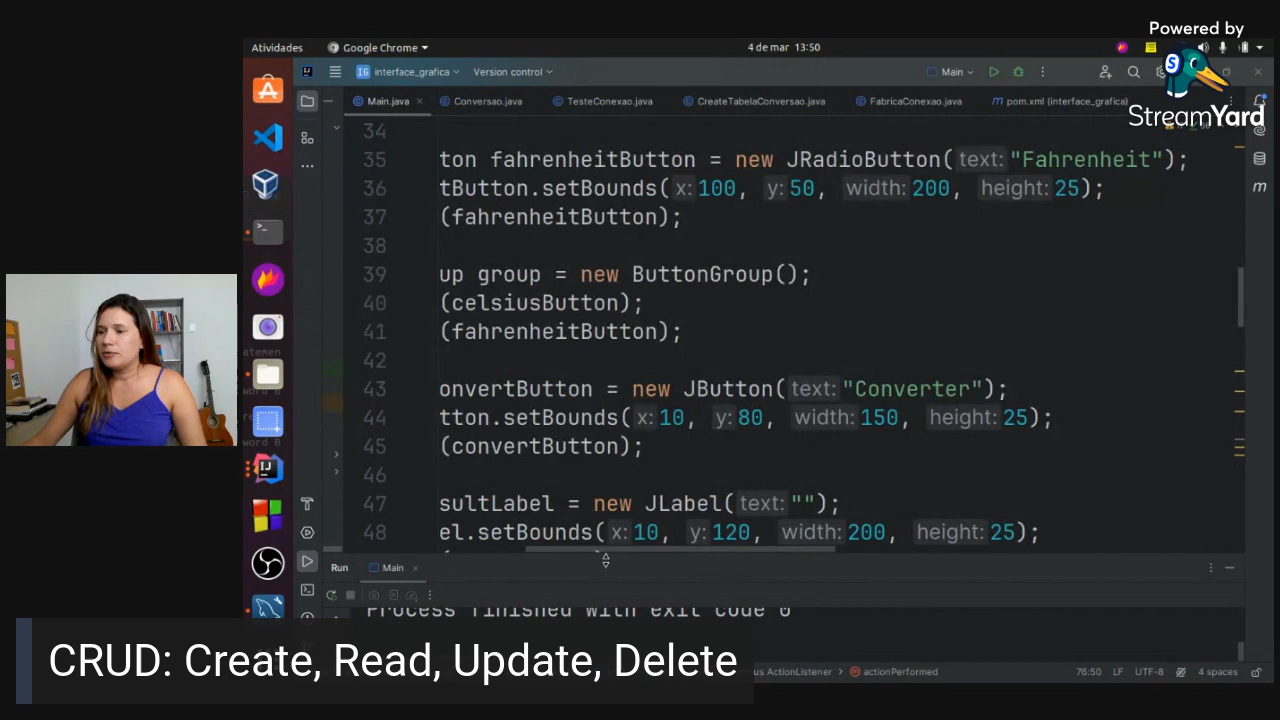 Powered by
StreamYard
Atividades
Google Chrome
4 de mar 13:50
IG interface_grafica
Version control
Main
Main.java
Conversao.java
TesteConexao.java
CreateTabelaConversao.java
FabricaConexao.java
pom.xml (interface_grafica)
34
35 ton fahrenheitButton = new JRadioButton( text: "Fahrenheit");
36 tButton.setBounds( x: 100, y: 50, width: 200, height: 25);
37 (fahrenheitButton);
38
39 up group = new ButtonGroup();
40 (celsiusButton);
41 (fahrenheitButton);
42
43 onvertButton = new JButton( text: "Converter");
44 tton.setBounds( x: 10, y: 80, width: 150, height: 25);
45 (convertButton);
46
47 sultLabel = new JLabel( text: "");
48 el.setBounds( x: 10, y: 120, width: 200, height: 25);
Run
Main
Process finished with exit code 0
CRUD: Create, Read, Update, Delete
us ActionListener
actionPerformed
76:50
LF
UTF-8
4 spaces